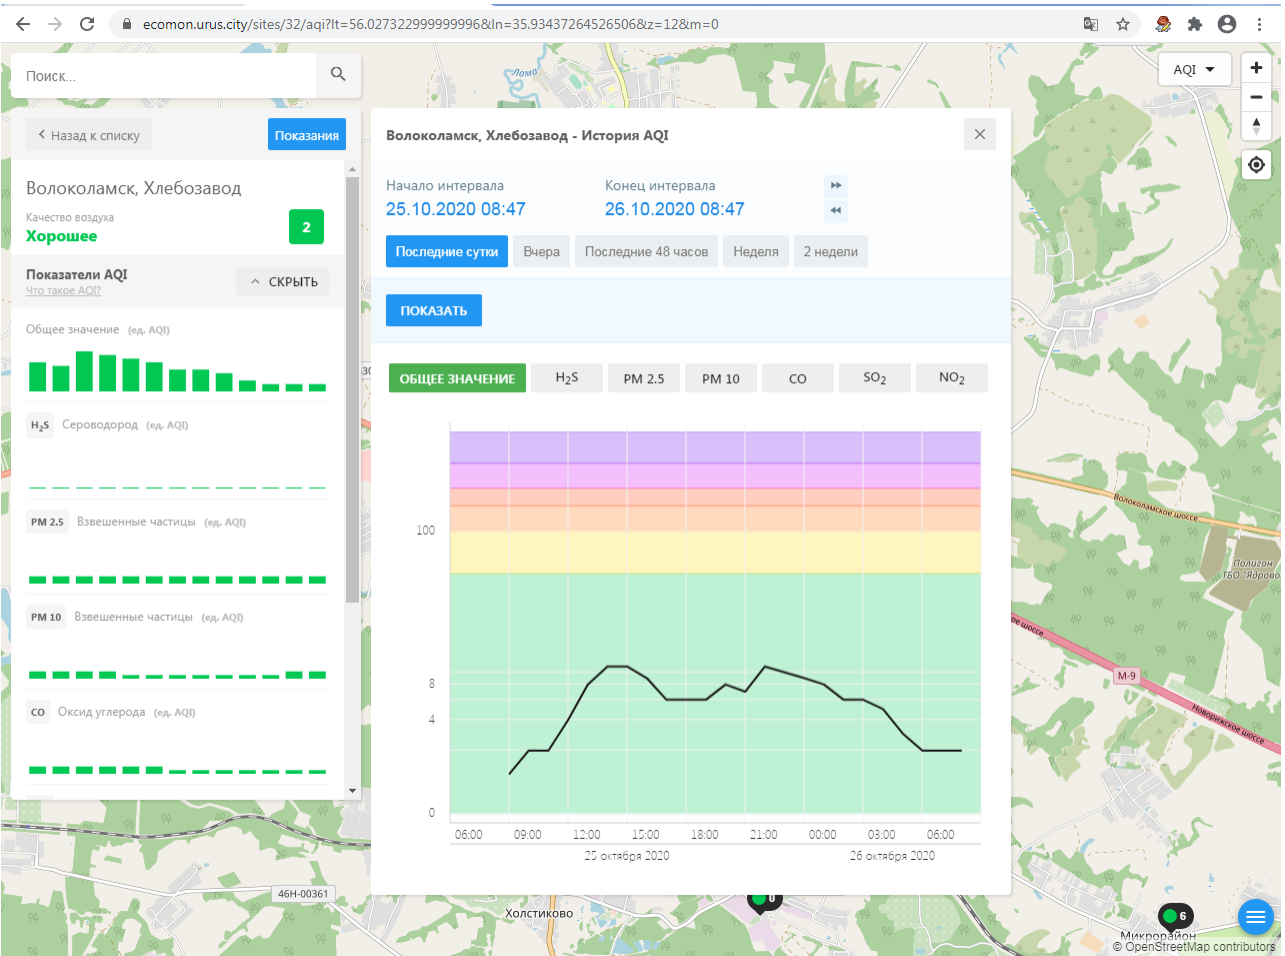 ecomon.urus.city/sites/32/aqi?lt=56.027322999999996&ln=35.93437264526506&z=12&m=0
Поиск...
Лама
AQI
Назад к списку
Показания
Волоколамск, Хлебозавод
Качество воздуха
Хорошее
2
Показатели AQI
Что такое AQI?
СКРЫТЬ
Общее значение (ед. AQI)
H2S Сероводород (ед. AQI)
PM 2.5 Взвешенные частицы (ед. AQI)
PM 10 Взвешенные частицы (ед. AQI)
CO Оксид углерода (ед. AQI)
Волоколамск, Хлебозавод - История AQI
Начало интервала
25.10.2020 08:47
Конец интервала
26.10.2020 08:47
Последние сутки
Вчера
Последние 48 часов
Неделя
2 недели
ПОКАЗАТЬ
ОБЩЕЕ ЗНАЧЕНИЕ
H2S
PM 2.5
PM 10
CO
SO2
NO2
100
8
4
0
06:00 09:00 12:00 15:00 18:00 21:00 00:00 03:00 06:00
25 октября 2020 26 октября 2020
Волоколамское шоссе
Полигон
ТБО "Ядрово
шоссе
М-9
Новорижское шоссе
46Н-00361
Холстиково
0
6
Микрорайон
© OpenStreetMap contributors